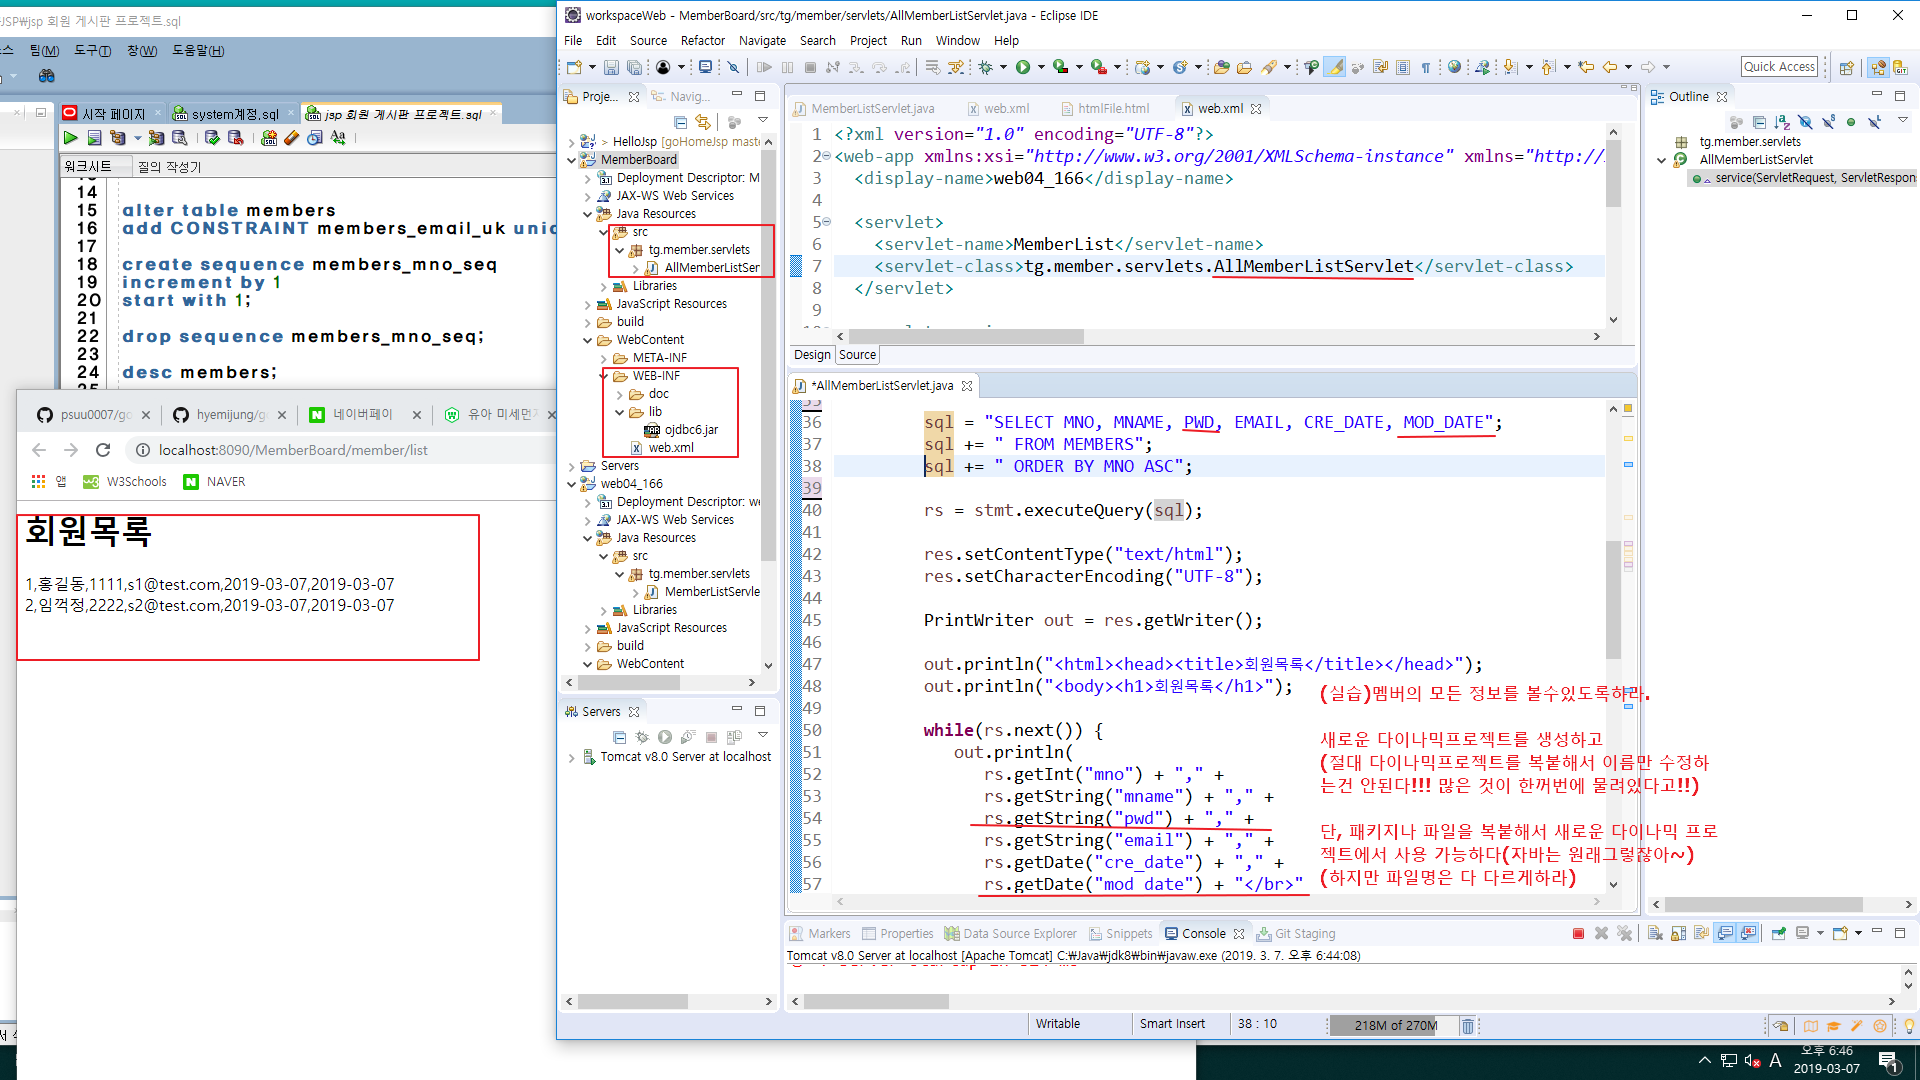 JSP₩jsp 회원 게시판 프로젝트.sql
팀(M) 도구(T) 창(W) 도움말(H)
시작 페이지 system계정.sql jsp 회원 게시판 프로젝트.sql
워크시트 질의 작성기
14
15 alter table members
16 add CONSTRAINT members_email_uk
17
18 create sequence members_mno_seq
19 increment by 1
20 start with 1;
21
22 drop sequence members_mno_seq;
23
24 desc members;
psuu0007/go hyemijung/g 네이버페이 유아 미세먼
localhost:8090/MemberBoard/member/list
앱 W3Schools NAVER
회원목록
1,홍길동,1111,s1@test.com,2019-03-07,2019-03-07
2,임꺽정,2222,s2@test.com,2019-03-07,2019-03-07
workspaceWeb - MemberBoard/src/tg/member/servlets/AllMemberListServlet.java - Eclipse IDE
File Edit Source Refactor Navigate Search Project Run Window Help
Quick Access
Proje... Navig...
> HelloJsp [goHomeJsp mast
MemberBoard
Deployment Descriptor: M
JAX-WS Web Services
Java Resources
src
tg.member.servlets
AllMemberListSer
Libraries
JavaScript Resources
build
WebContent
META-INF
WEB-INF
doc
lib
ojdbc6.jar
web.xml
Servers
web04_166
Deployment Descriptor: we
JAX-WS Web Services
Java Resources
src
tg.member.servlets
MemberListServle
Libraries
JavaScript Resources
build
WebContent
Servers
Tomcat v8.0 Server at localhost
MemberListServlet.java web.xml htmlFile.html web.xml
1 <?xml version="1.0" encoding="UTF-8"?>
2 <web-app xmlns:xsi="http://www.w3.org/2001/XMLSchema-instance" xmlns="http://
3 <display-name>web04_166</display-name>
4
5 <servlet>
6 <servlet-name>MemberList</servlet-name>
7 <servlet-class>tg.member.servlets.AllMemberListServlet</servlet-class>
8 </servlet>
9
Design Source
*AllMemberListServlet.java
35
36 sql = "SELECT MNO, MNAME, PWD, EMAIL, CRE_DATE, MOD_DATE";
37 sql += " FROM MEMBERS";
38 sql += " ORDER BY MNO ASC";
39
40 rs = stmt.executeQuery(sql);
41
42 res.setContentType("text/html");
43 res.setCharacterEncoding("UTF-8");
44
45 PrintWriter out = res.getWriter();
46
47 out.println("<html><head><title>회원목록</title></head>");
48 out.println("<body><h1>회원목록</h1>");
49
50 while(rs.next()) {
51 out.println(
52 rs.getInt("mno") + "," +
53 rs.getString("mname") + "," +
54 rs.getString("pwd") + "," +
55 rs.getString("email") + "," +
56 rs.getDate("cre_date") + "," +
57 rs.getDate("mod_date") + "</br>"
(실습)멤버의 모든 정보를 볼수있도록하라.
새로운 다이나믹프로젝트를 생성하고
(절대 다이나믹프로젝트를 복붙해서 이름만 수정하
는건 안된다!!! 많은 것이 한꺼번에 물려있다고!!)
단, 패키지나 파일을 복붙해서 새로운 다이나믹 프로
젝트에서 사용 가능하다(자바는 원래그렇잖아~)
(하지만 파일명은 다 다르게하라)
Outline
tg.member.servlets
AllMemberListServlet
service(ServletRequest, ServletRespon
Markers Properties Data Source Explorer Snippets Console Git Staging
Tomcat v8.0 Server at localhost [Apache Tomcat] C:₩Java₩jdk8₩bin₩javaw.exe (2019. 3. 7. 오후 6:44:08)
Writable Smart Insert 38 : 10 218M of 270M
A 오후 6:46
2019-03-07
1